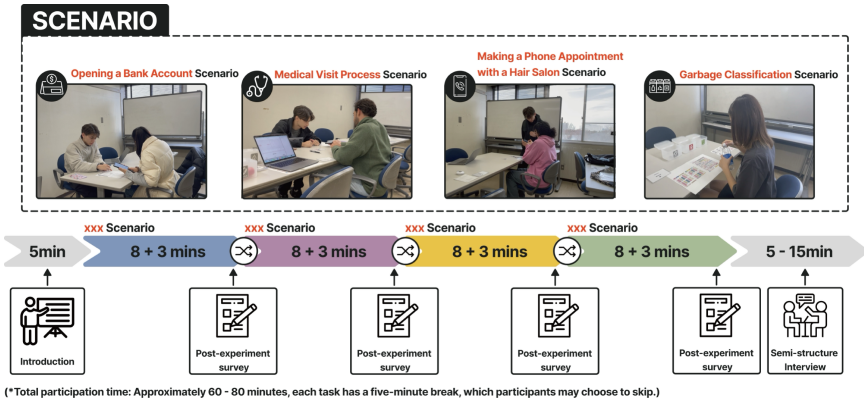 SCENARIO
Opening a Bank Account Scenario
Medical Visit Process Scenario
Making a Phone Appointment
with a Hair Salon Scenario
Garbage Classification Scenario
xxx Scenario
xxx Scenario
xxx Scenario
xxx Scenario
5min
8 + 3 mins
8 + 3 mins
8 + 3 mins
8 + 3 mins
5 - 15min
Introduction
Post-experiment
survey
Post-experiment
survey
Post-experiment
survey
Post-experiment
survey
Semi-structure
Interview
(*Total participation time: Approximately 60 - 80 minutes, each task has a five-minute break, which participants may choose to skip.)